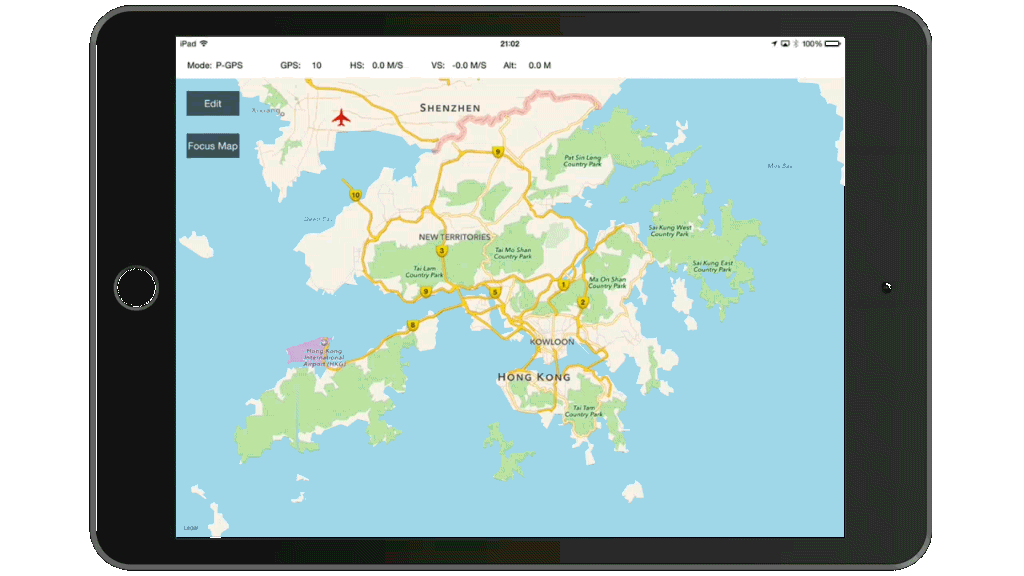 iPad 21:02 100%
Mode: P-GPS GPS: 10 HS: 0.0 M/S VS: -0.0 M/S Alt: 0.0 M
Edit
Focus Map
SHENZHEN
Xixiang
9
Pat Sin Leng
Country Park
10
NEW TERRITORIES
3
Tai Mo Shan
Country Park
Tai Lam
Country Park
Sai Kung West
Country Park
Sai Kung East
Country Park
Ma On Shan
Country Park
9
5
1
2
8
KOWLOON
Hong Kong
International
Airport (HKG)
HONG KONG
Tai Tam
Country Park
Legal